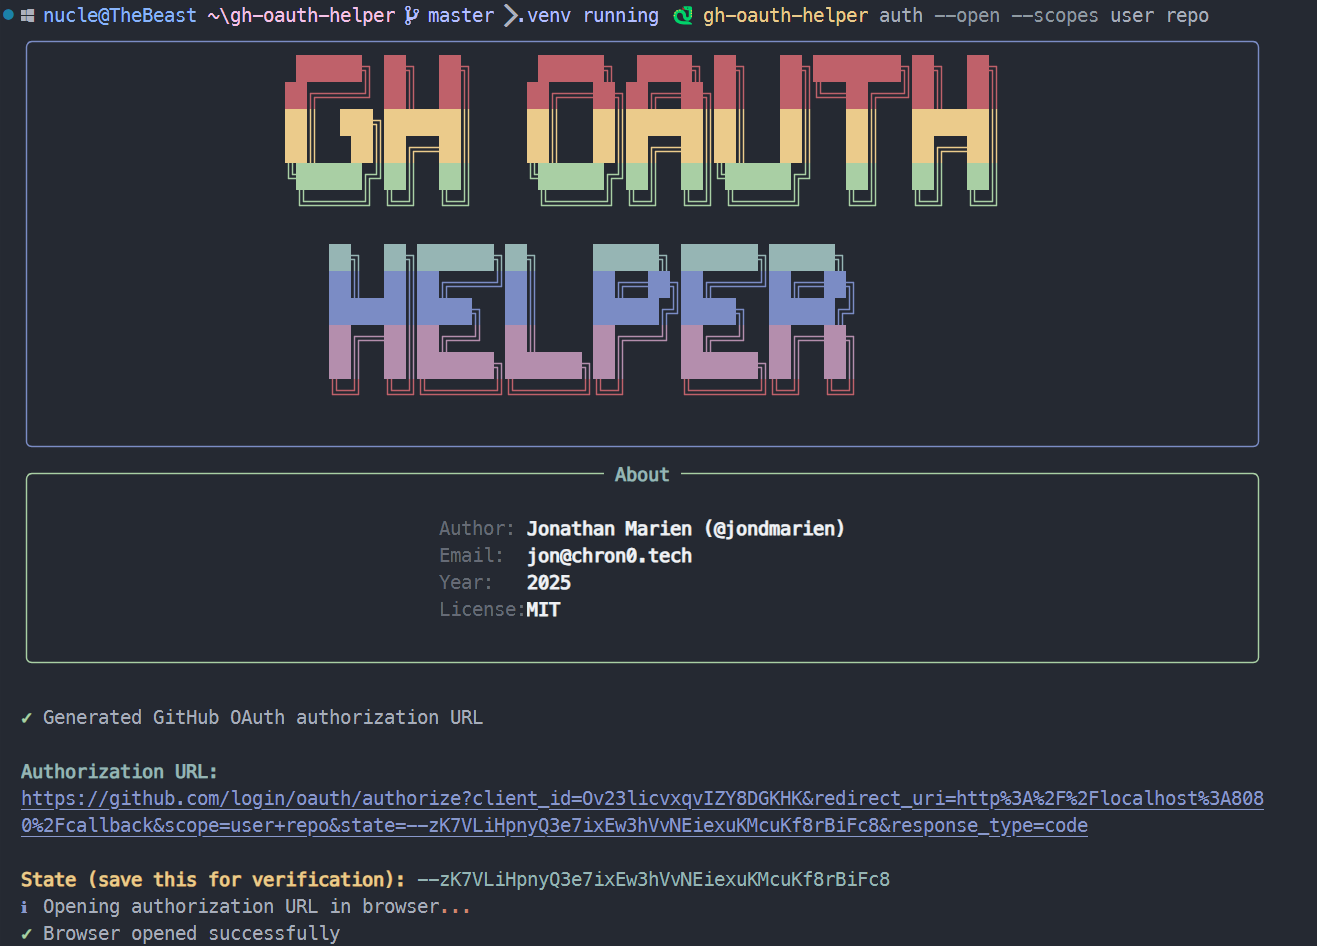 nucle@TheBeast ~\gh-oauth-helper master .venv running gh-oauth-helper auth --open --scopes user repo
GH OAUTH
HELPER
About
Author: Jonathan Marien (@jondmarien)
Email: jon@chron0.tech
Year: 2025
License:MIT
✓ Generated GitHub OAuth authorization URL
Authorization URL:
https://github.com/login/oauth/authorize?client_id=Ov23licvxqvIZY8DGKHK&redirect_uri=http%3A%2F%2Flocalhost%3A808
0%2Fcallback&scope=user+repo&state=--zK7VLiHpnyQ3e7ixEw3hVvNEiexuKMcuKf8rBiFc8&response_type=code
State (save this for verification): --zK7VLiHpnyQ3e7ixEw3hVvNEiexuKMcuKf8rBiFc8
ℹ Opening authorization URL in browser...
✓ Browser opened successfully